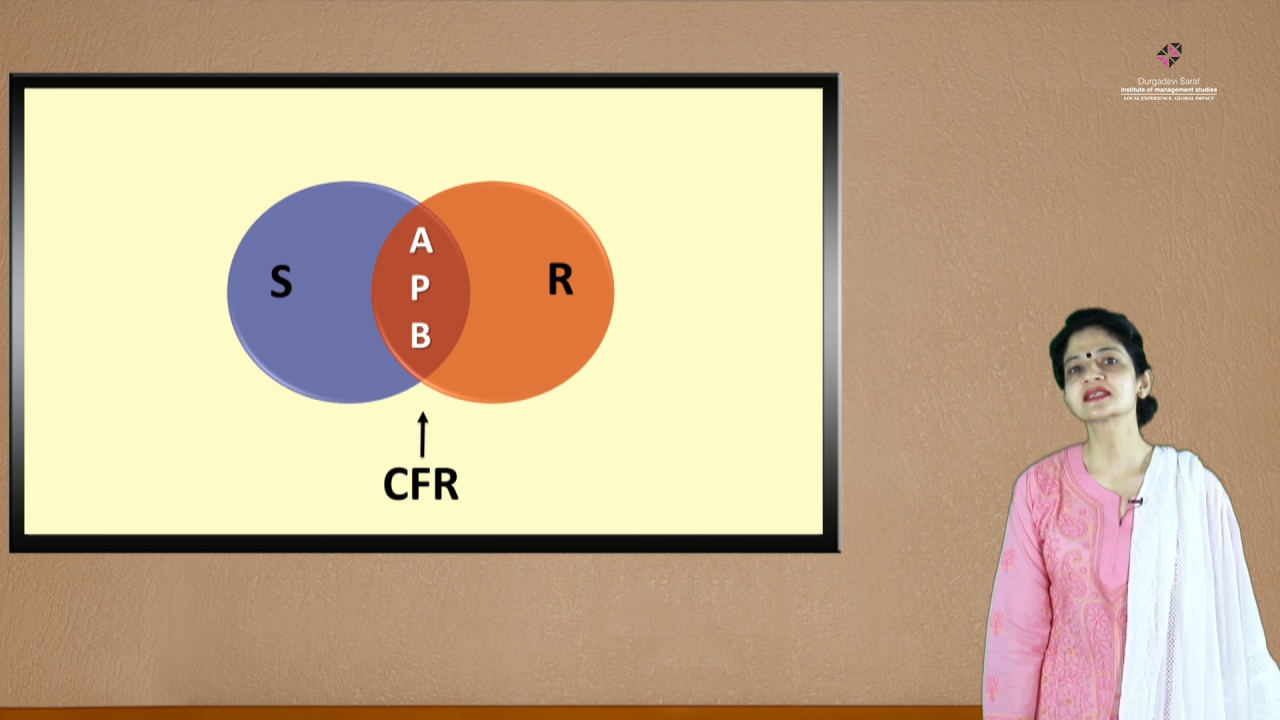 Durgadevi Saraf
institute of management studies
LOCAL EXPERIENCE. GLOBAL IMPACT
S
A
P
B
R
CFR